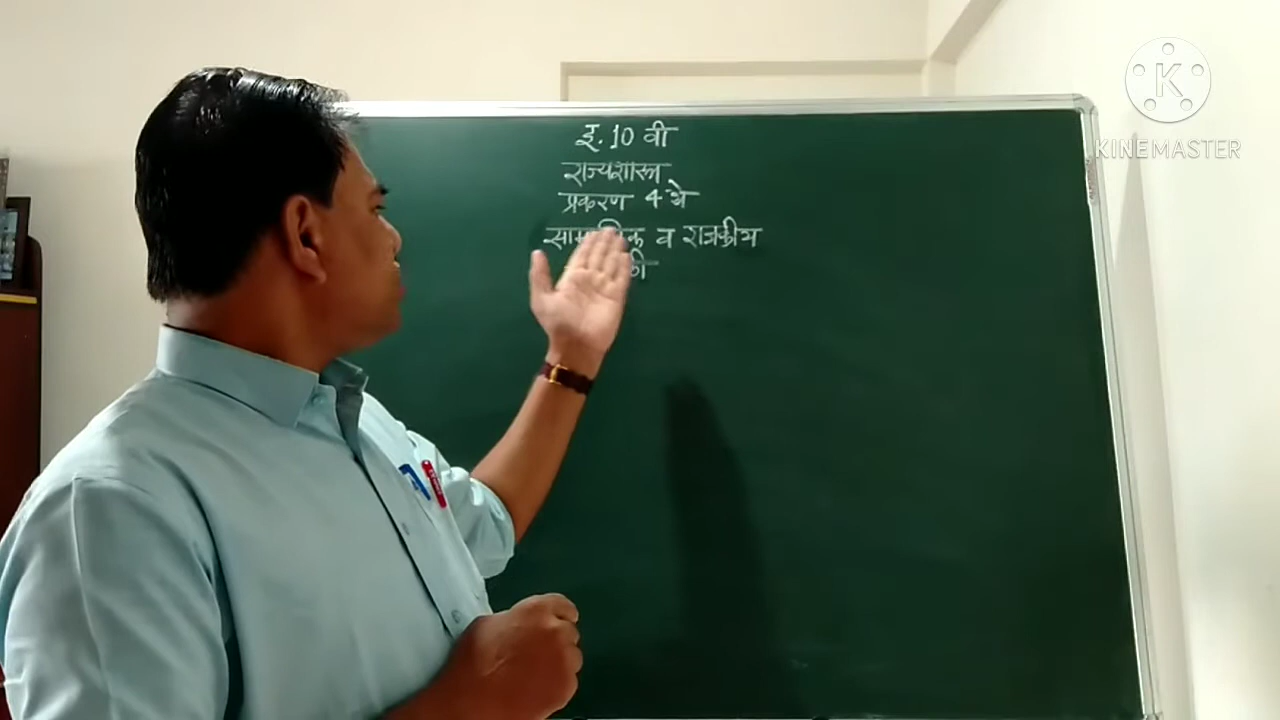 इ. 10 वी
राज्यशास्त्र
प्रकरण 4 थे
व राजकीय
K
KINEMASTER